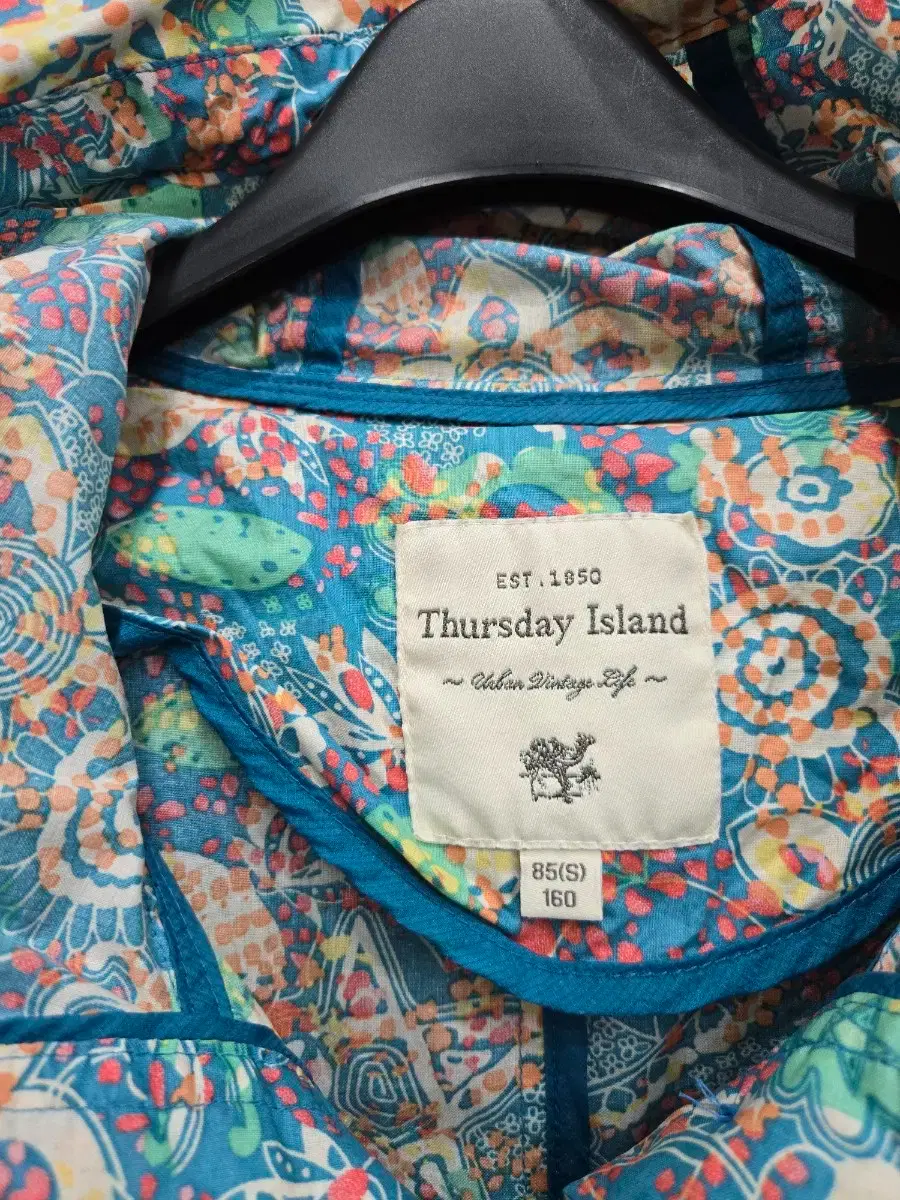 EST.1850
Thursday Island
~ Urban Vintage Life ~
85(S)
160